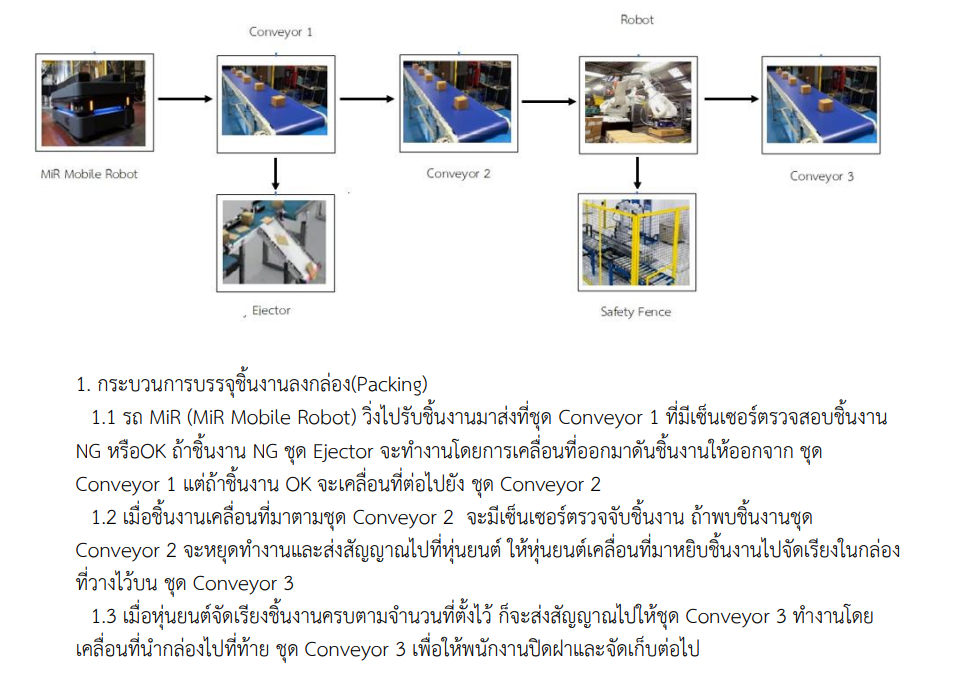 Conveyor 1
Robot
MiR Mobile Robot
Conveyor 2
Conveyor 3
Ejector
Safety Fence
1. กระบวนการบรรจุชิ้นงานลงกล่อง(Packing)
1.1 รถ MiR (MiR Mobile Robot) วิ่งไปรับชิ้นงานมาส่งที่ชุด Conveyor 1 ที่มีเซ็นเซอร์ตรวจสอบชิ้นงาน
NG หรือOK ถ้าชิ้นงาน NG ชุด Ejector จะทำงานโดยการเคลื่อนที่ออกมาดันชิ้นงานให้ออกจาก ชุด
Conveyor 1 แต่ถ้าชิ้นงาน OK จะเคลื่อนที่ต่อไปยัง ชุด Conveyor 2
1.2 เมื่อชิ้นงานเคลื่อนที่มาตามชุด Conveyor 2 จะมีเซ็นเซอร์ตรวจจับชิ้นงาน ถ้าพบชิ้นงานชุด
Conveyor 2 จะหยุดทำงานและส่งสัญญาณไปที่หุ่นยนต์ ให้หุ่นยนต์เคลื่อนที่มาหยิบชิ้นงานไปจัดเรียงในกล่อง
ที่วางไว้บน ชุด Conveyor 3
1.3 เมื่อหุ่นยนต์จัดเรียงชิ้นงานครบตามจำนวนที่ตั้งไว้ ก็จะส่งสัญญาณไปให้ชุด Conveyor 3 ทำงานโดย
เคลื่อนที่นำกล่องไปที่ท้าย ชุด Conveyor 3 เพื่อให้พนักงานปิดฝาและจัดเก็บต่อไป